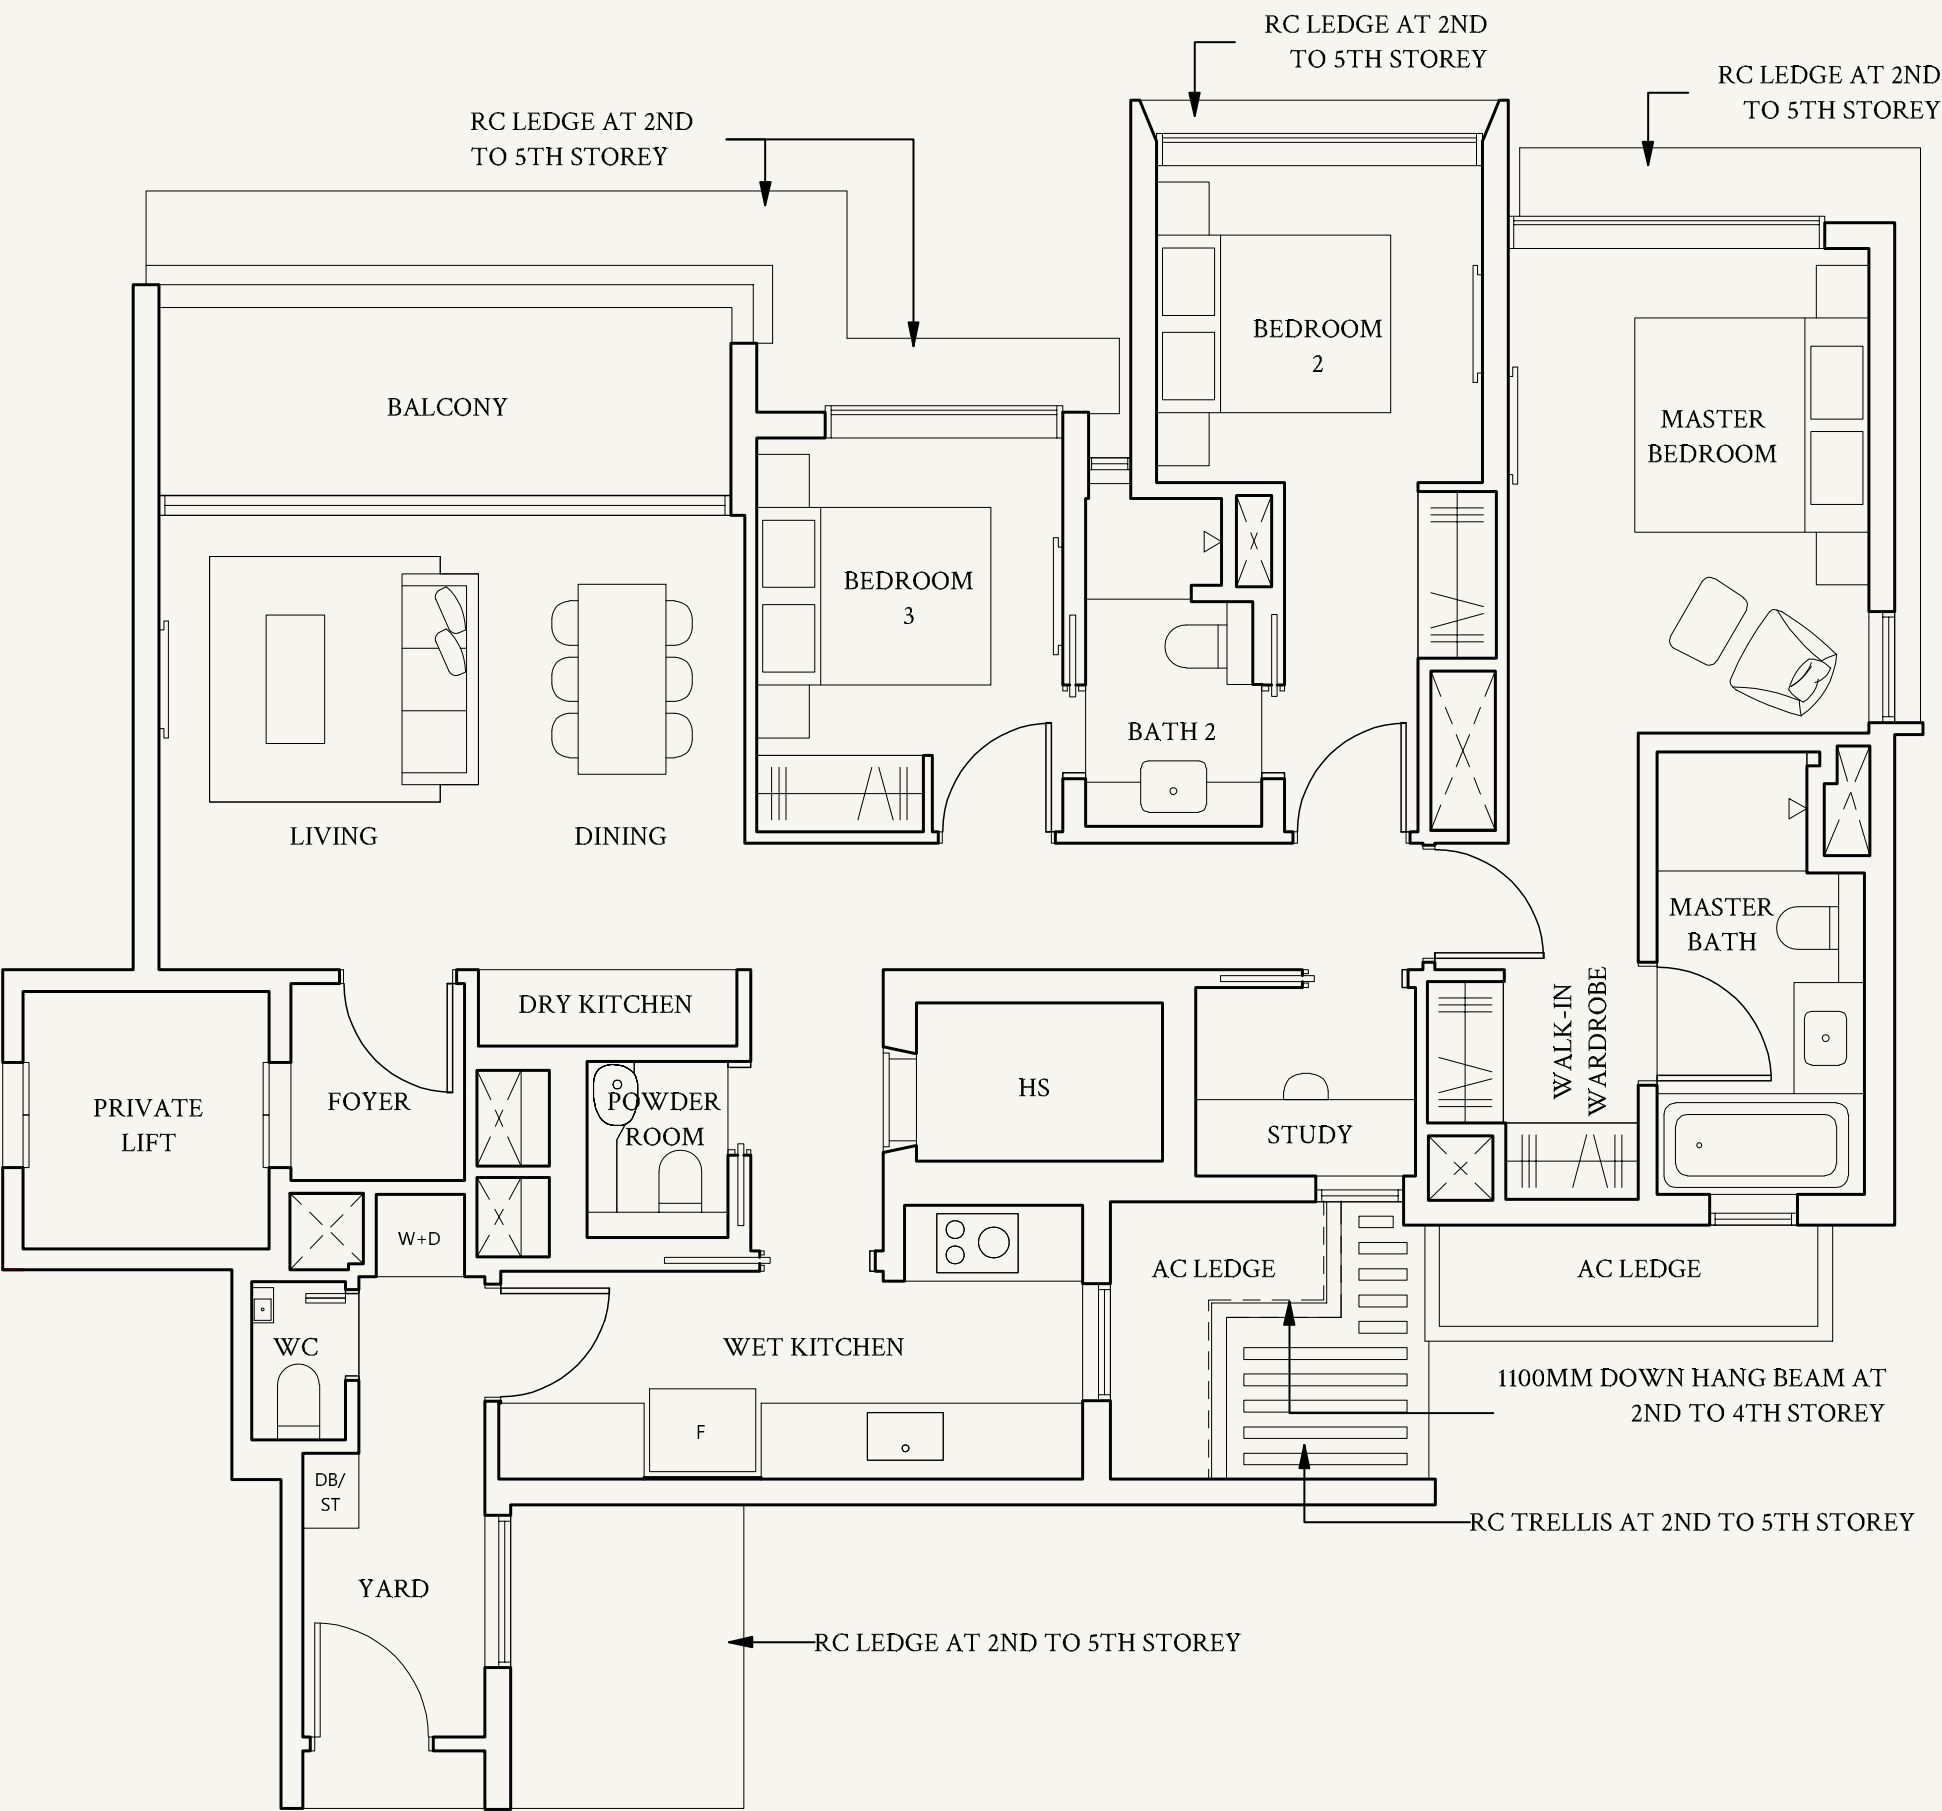 RC LEDGE AT 2ND
TO 5TH STOREY
RC LEDGE AT 2ND
TO 5TH STOREY
RC LEDGE AT 2ND
TO 5TH STOREY
BEDROOM
2
BALCONY
MASTER
BEDROOM
BEDROOM
3
BATH 2
LIVING
DINING
MASTER
BATH
DRY KITCHEN
WALK-IN
WARDROBE
HS
PRIVATE
LIFT
FOYER
POWDER
ROOM
STUDY
W+D
AC LEDGE
AC LEDGE
WC
WET KITCHEN
1100MM DOWN HANG BEAM AT
2ND TO 4TH STOREY
F
DB/
ST
RC TRELLIS AT 2ND TO 5TH STOREY
YARD
RC LEDGE AT 2ND TO 5TH STOREY